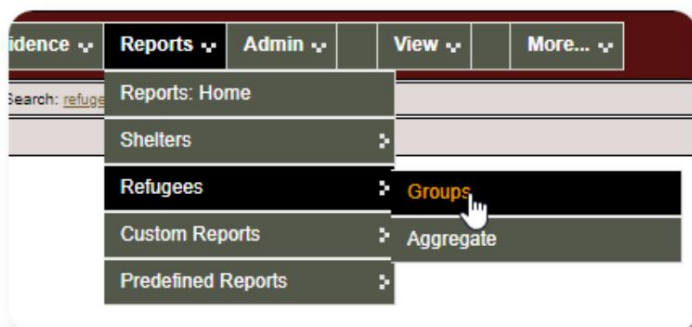 idence Reports Admin View More...
Search: refuge
Reports: Home
Shelters
Refugees
Groups
Custom Reports
Aggregate
Predefined Reports